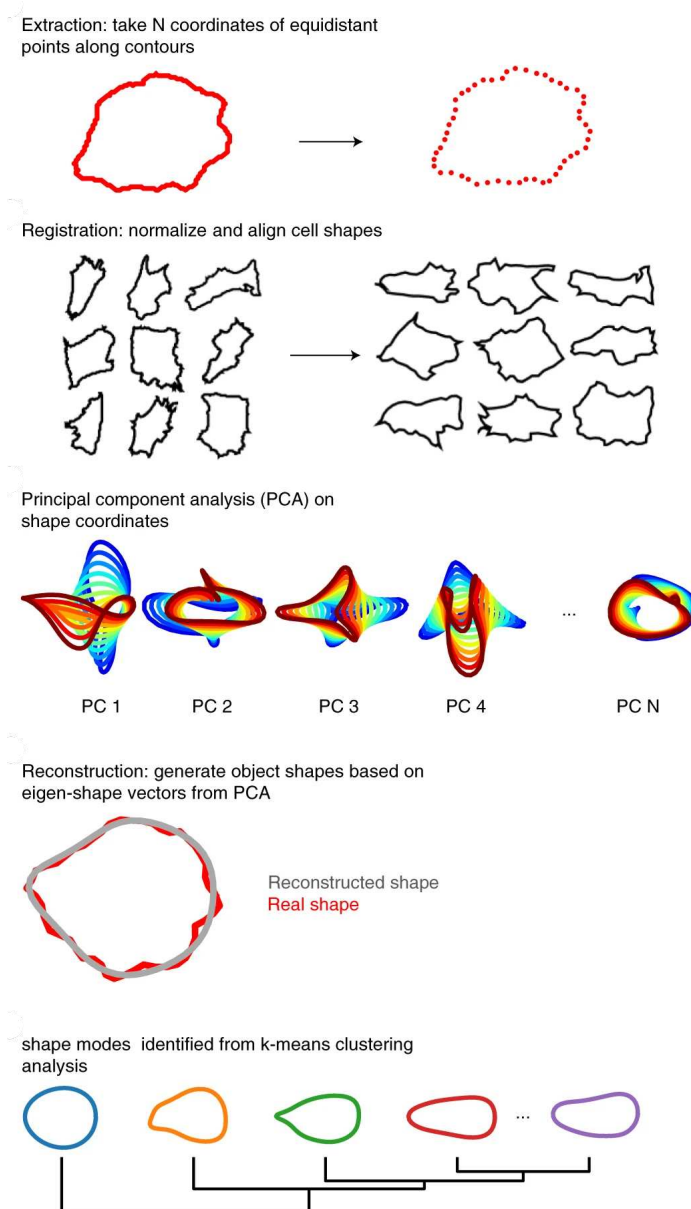 Extraction: take N coordinates of equidistant
points along contours
Registration: normalize and align cell shapes
Principal component analysis (PCA) on
shape coordinates
...
PC 1 PC 2 PC 3 PC 4 PC N
Reconstruction: generate object shapes based on
eigen-shape vectors from PCA
Reconstructed shape
Real shape
shape modes identified from k-means clustering
analysis
...